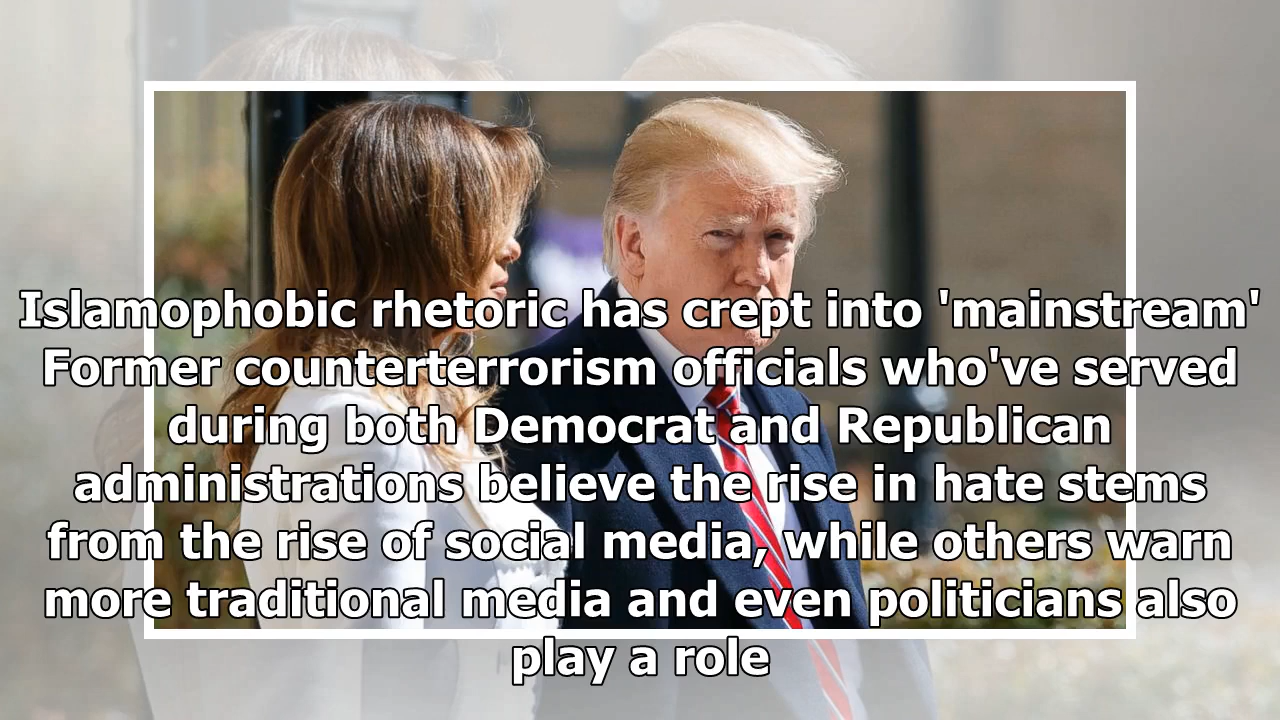 Islamophobic rhetoric has crept into 'mainstream'
Former counterterrorism officials who've served
during both Democrat and Republican
administrations believe the rise in hate stems
from the rise of social media, while others warn
more traditional media and even politicians also
play a role